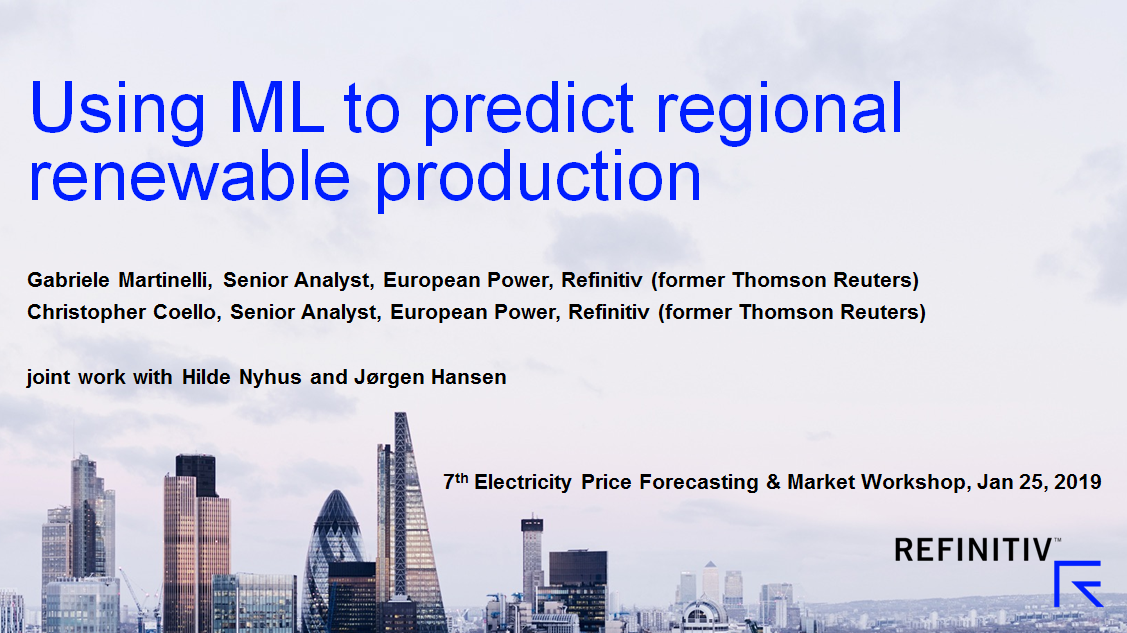 Using ML to predict regional
renewable production
Gabriele Martinelli, Senior Analyst, European Power, Refinitiv (former Thomson Reuters)
Christopher Coello, Senior Analyst, European Power, Refinitiv (former Thomson Reuters)
joint work with Hilde Nyhus and Jørgen Hansen
7th Electricity Price Forecasting & Market Workshop, Jan 25, 2019
REFINITIV™